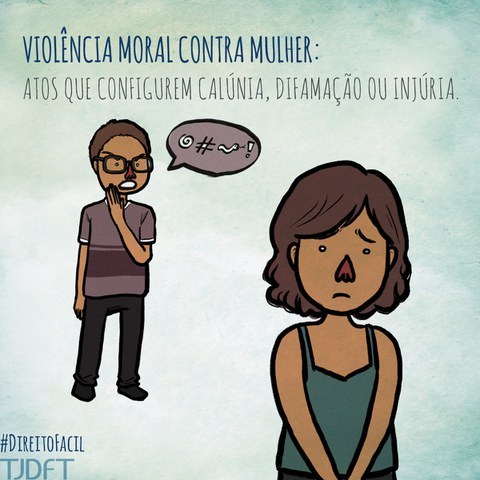 VIOLÊNCIA MORAL CONTRA MULHER:
ATOS QUE CONFIGUREM CALÚNIA, DIFAMAÇÃO OU INJÚRIA.
#DIREITOFACIL
TJDFT